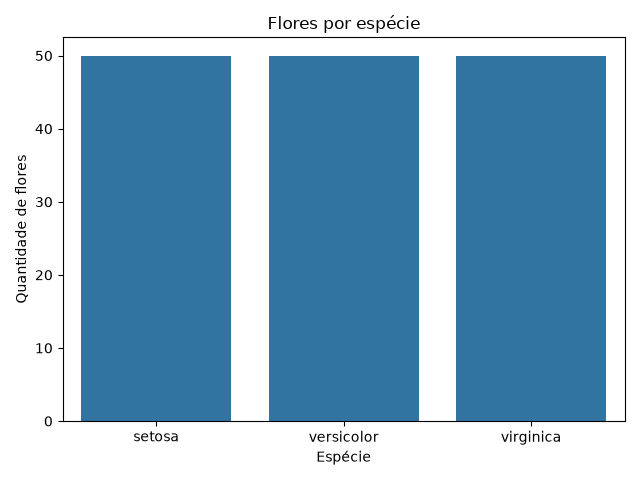 Flores por espécie
Quantidade de flores
50
40
30
20
10
0
setosa
versicolor
virginica
Espécie